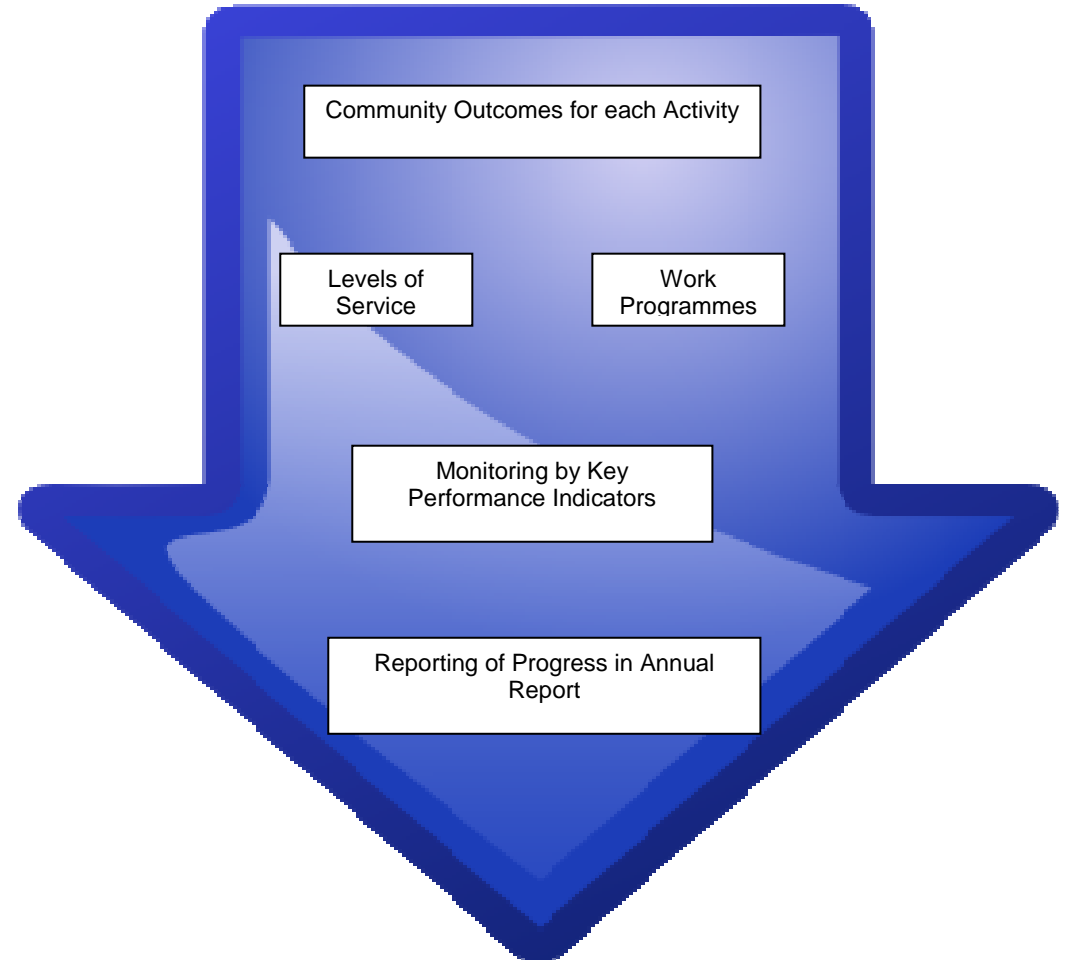 Community Outcomes for each Activity
Levels of
Service
Work
Programmes
Monitoring by Key
Performance Indicators
Reporting of Progress in Annual
Report